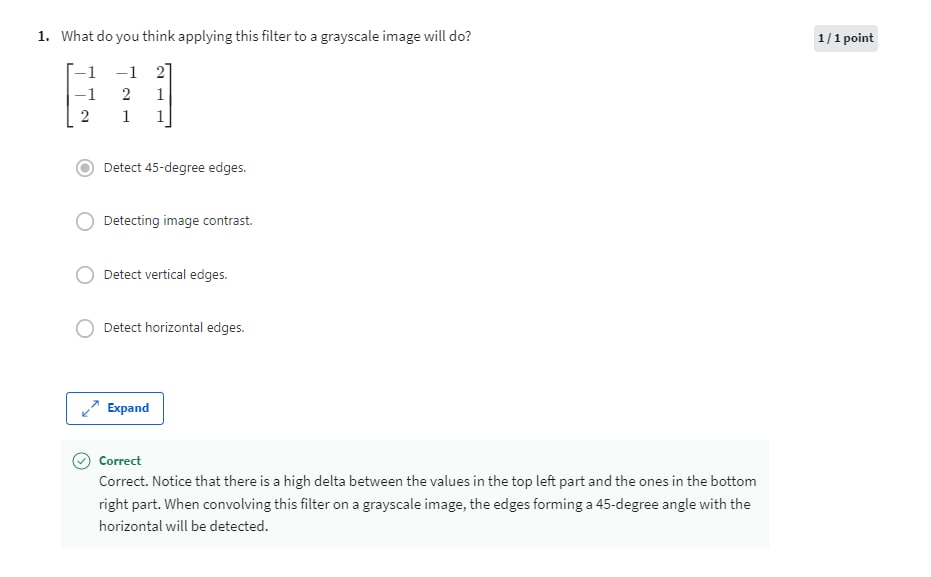 1. What do you think applying this filter to a grayscale image will do?
1 / 1 point
−1 −1 2
−1 2 1
2 1 1
Detect 45-degree edges.
Detecting image contrast.
Detect vertical edges.
Detect horizontal edges.
Expand
Correct
Correct. Notice that there is a high delta between the values in the top left part and the ones in the bottom
right part. When convolving this filter on a grayscale image, the edges forming a 45-degree angle with the
horizontal will be detected.